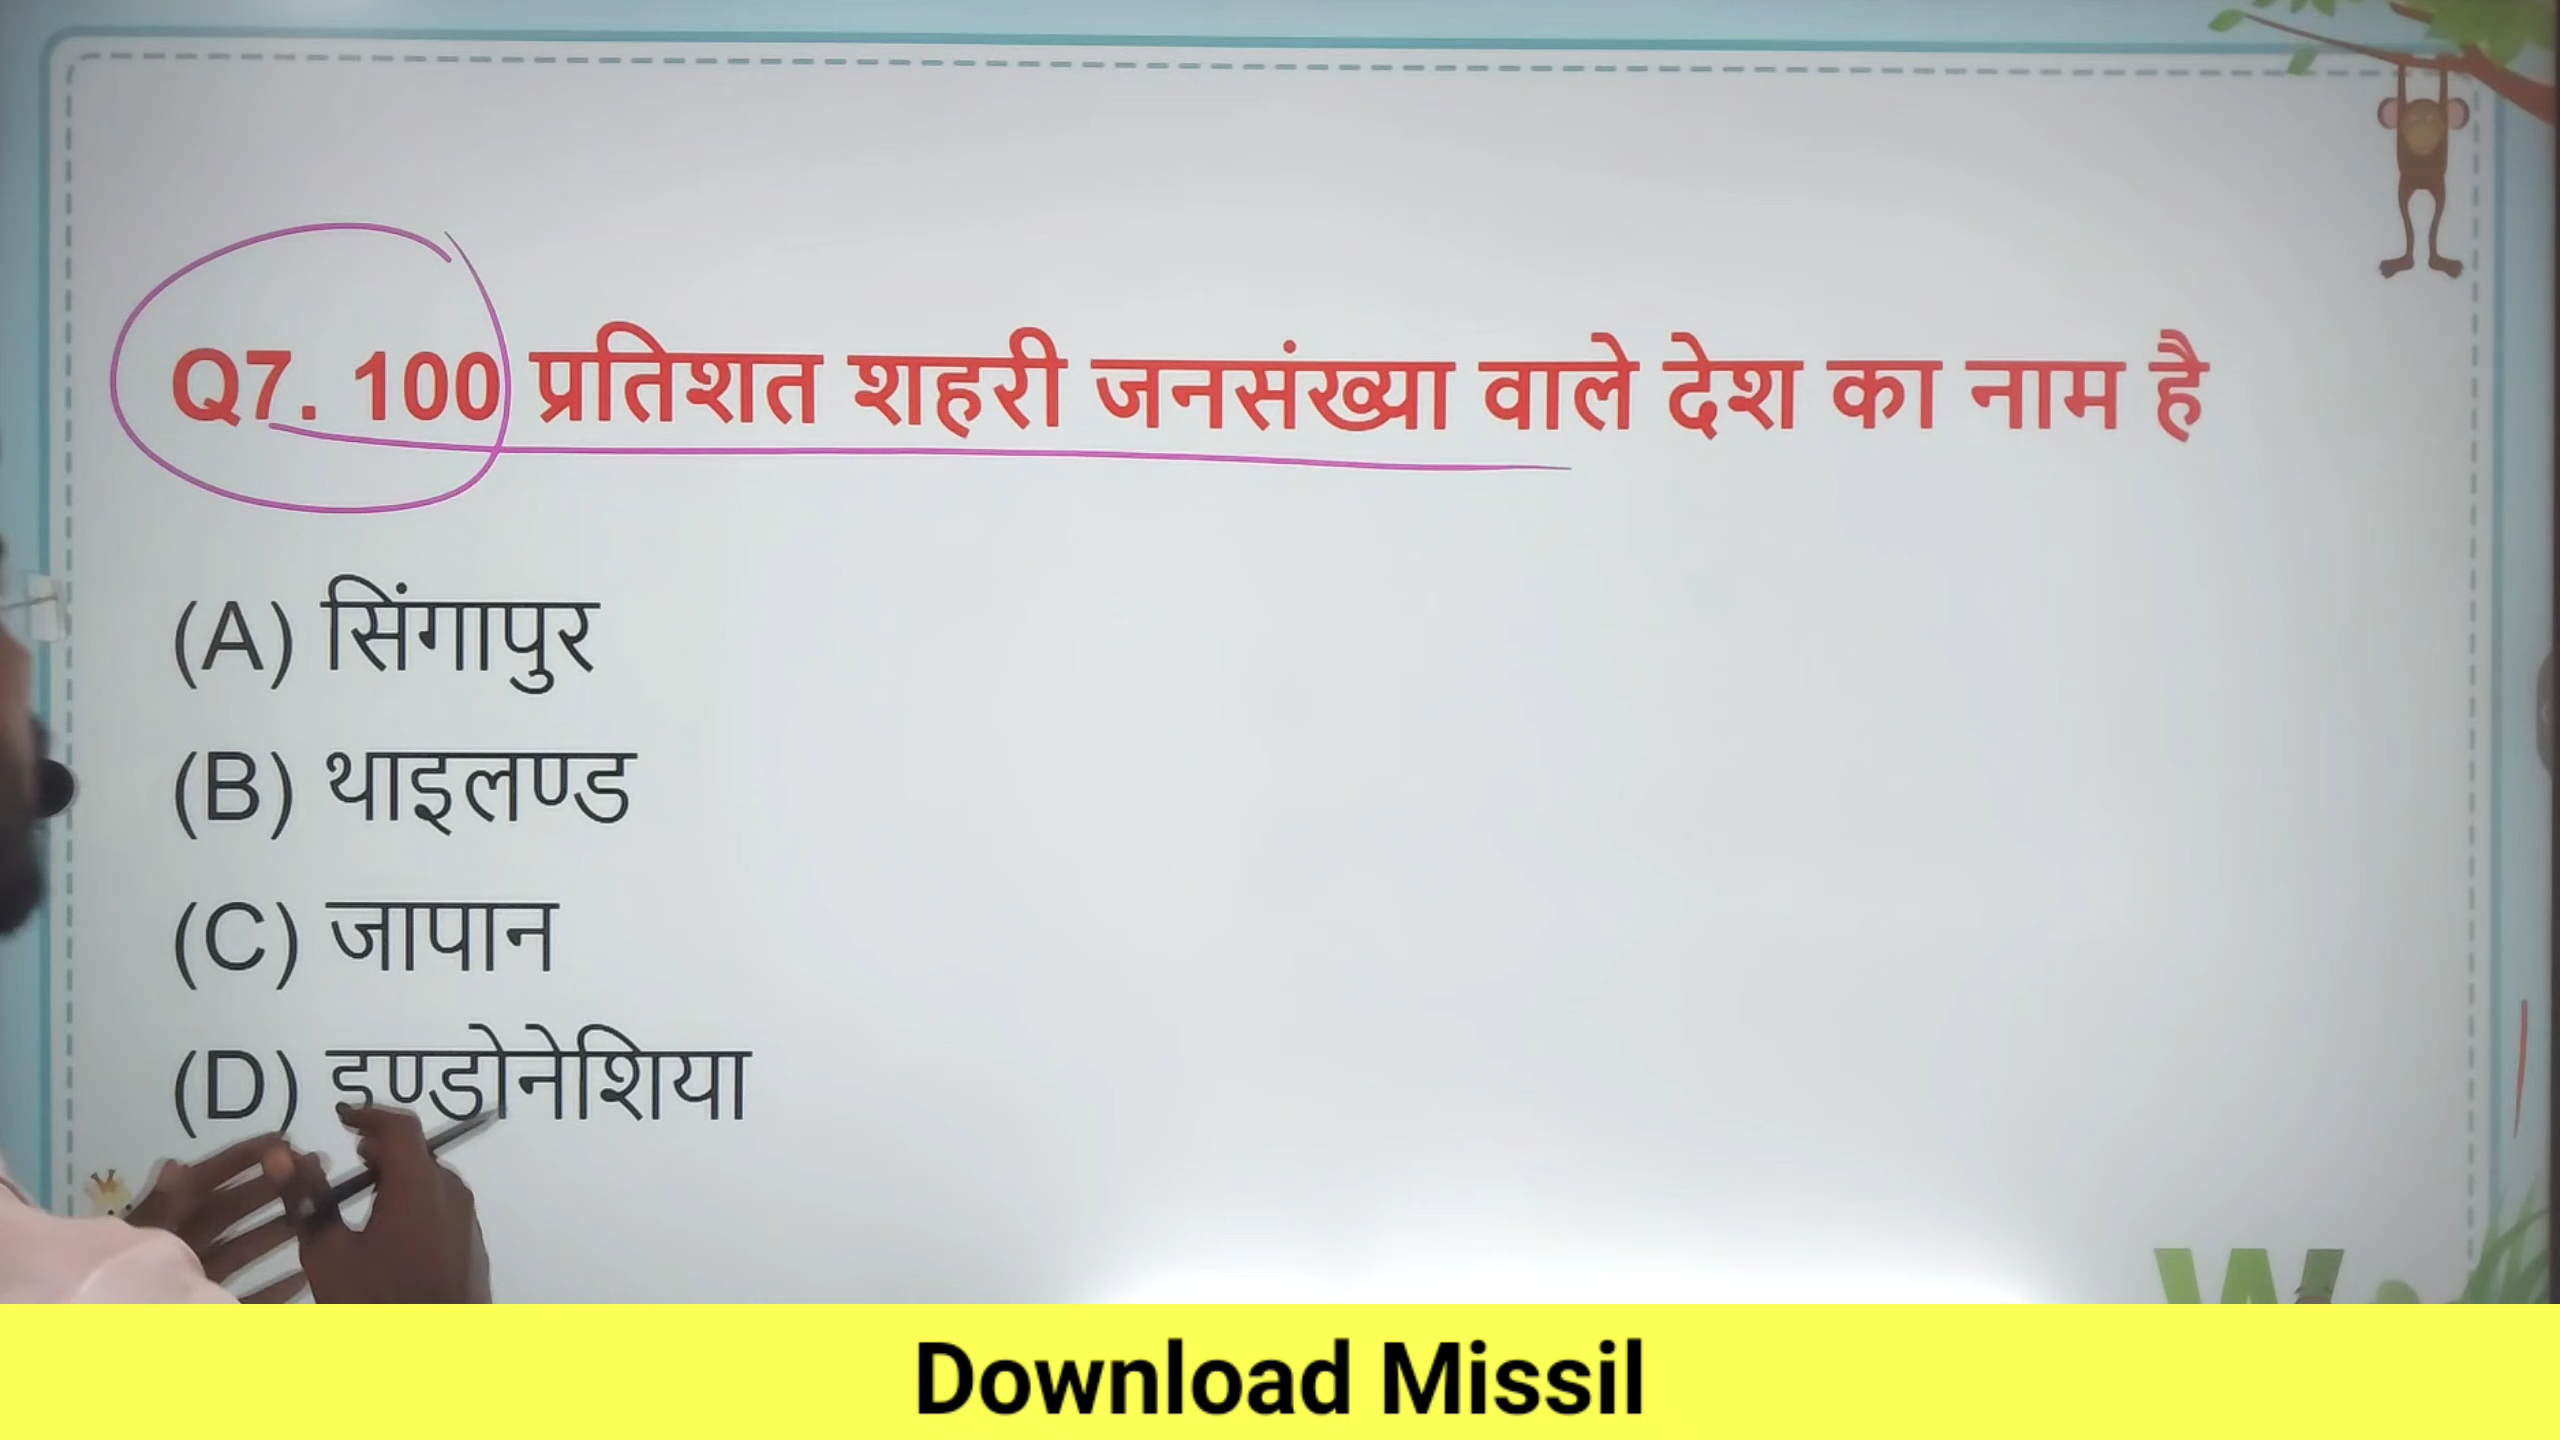 Q7. 100 प्रतिशत शहरी जनसंख्या वाले देश का नाम है
(A) सिंगापुर
(B) थाइलण्ड
(C) जापान
(D) इण्डोनेशिया
W
Download Missil